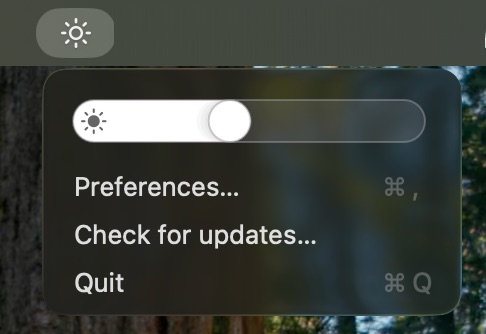 Preferences... ⌘ ,
Check for updates...
Quit ⌘ Q